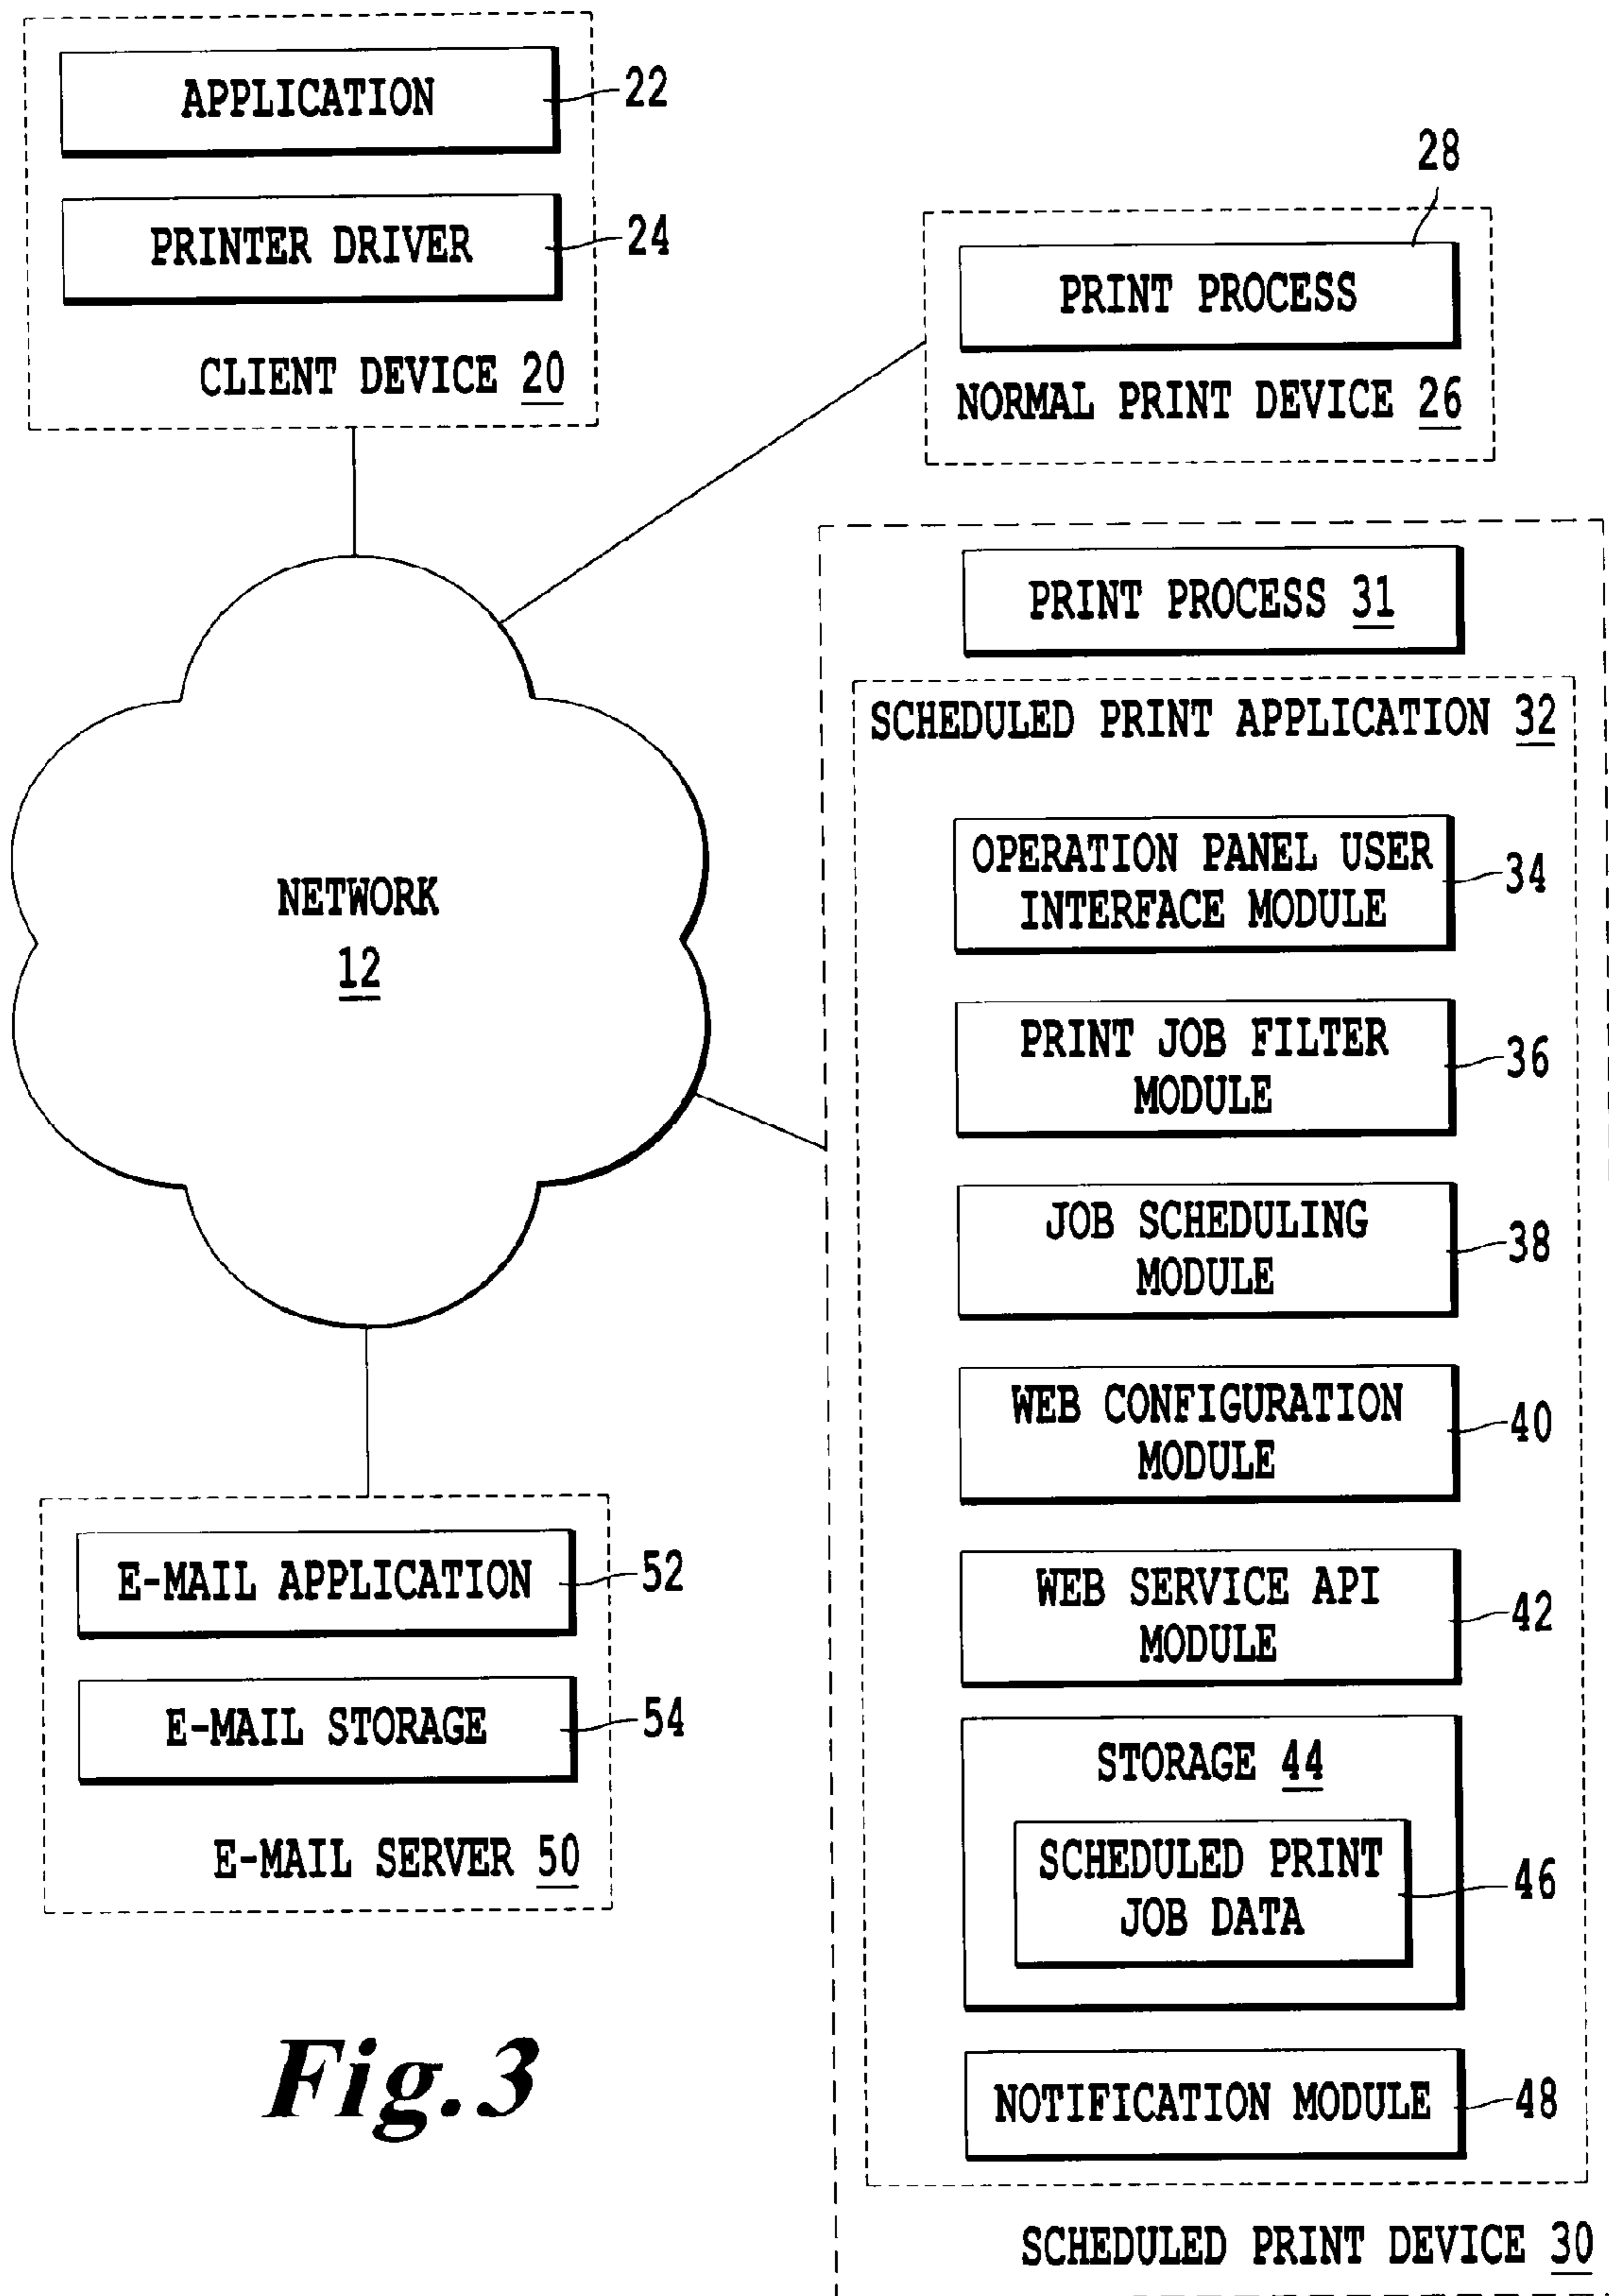 APPLICATION 22
PRINTER DRIVER 24
CLIENT DEVICE 20
28
PRINT PROCESS
NORMAL PRINT DEVICE 26
NETWORK
12
PRINT PROCESS 31
SCHEDULED PRINT APPLICATION 32
OPERATION PANEL USER
INTERFACE MODULE
34
PRINT JOB FILTER
MODULE
36
JOB SCHEDULING
MODULE
38
WEB CONFIGURATION
MODULE
40
WEB SERVICE API
MODULE
42
STORAGE 44
SCHEDULED PRINT
JOB DATA
46
NOTIFICATION MODULE 48
SCHEDULED PRINT DEVICE 30
E-MAIL APPLICATION 52
E-MAIL STORAGE 54
E-MAIL SERVER 50
Fig.3